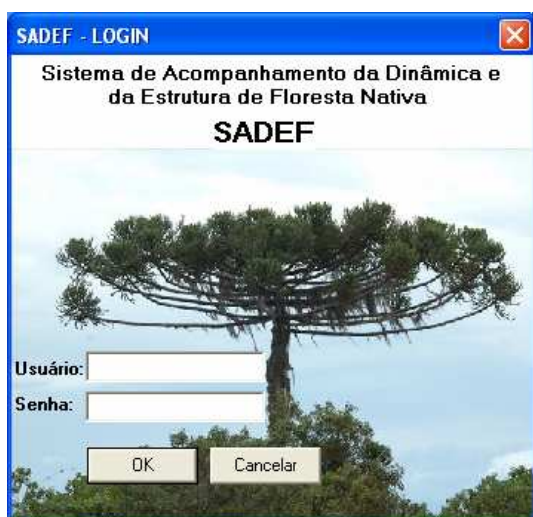 SADEF - LOGIN
Sistema de Acompanhamento da Dinâmica e
da Estrutura de Floresta Nativa
SADEF
Usuário:
Senha:
OK Cancelar